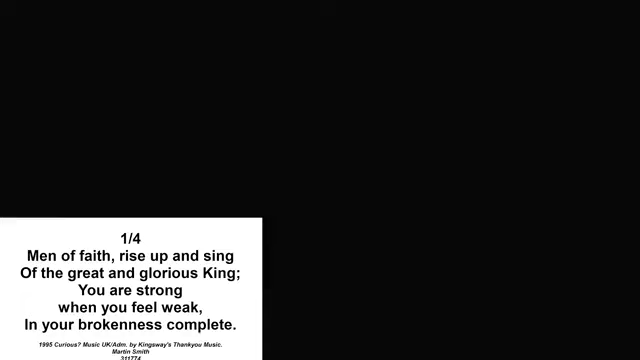 1/4
Men of faith, rise up and sing
Of the great and glorious King;
You are strong
when you feel weak,
In your brokenness complete.
1995 Curious? Music UK/Adm. by Kingsway's Thankyou Music.
Martin Smith
311774